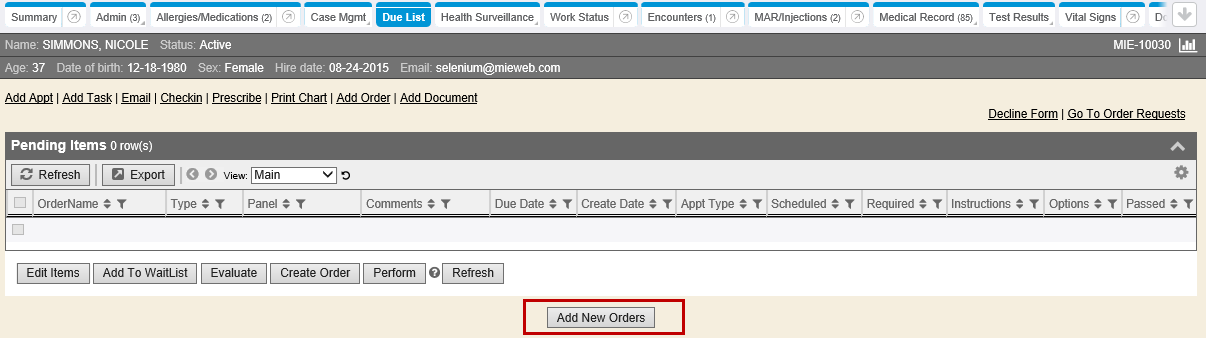 Summary Admin (3) Allergies/Medications (2) Case Mgmt Due List Health Surveillance Work Status Encounters (1) MAR/Injections (2) Medical Record (85) Test Results Vital Signs
Name: SIMMONS, NICOLE Status: Active MIE-10030
Age: 37 Date of birth: 12-18-1980 Sex: Female Hire date: 08-24-2015 Email: selenium@mieweb.com
Add Appt | Add Task | Email | Checkin | Prescribe | Print Chart | Add Order | Add Document
Decline Form | Go To Order Requests
Pending Items 0 row(s)
Refresh Export View: Main
OrderName Type Panel Comments Due Date Create Date Appt Type Scheduled Required Instructions Options Passed
Edit Items Add To WaitList Evaluate Create Order Perform ? Refresh
Add New Orders